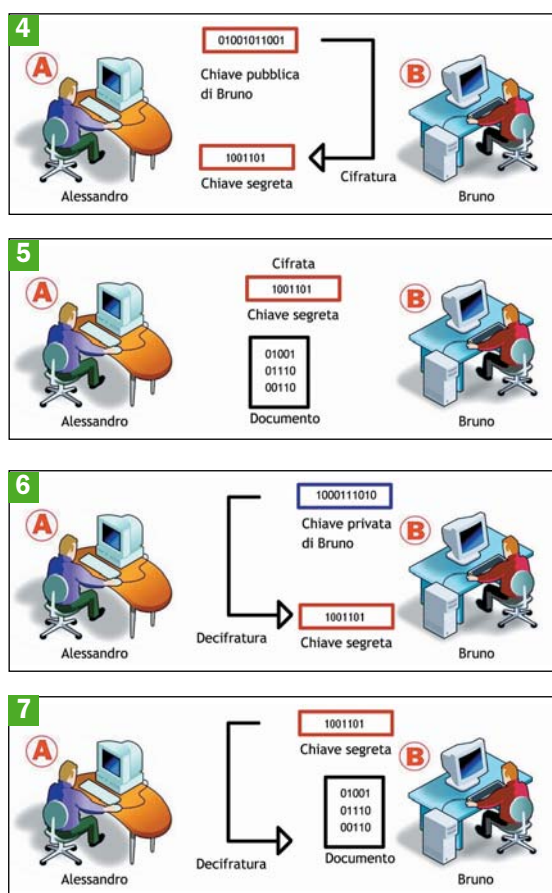 4
A
01001011001
Chiave pubblica
di Bruno
B
1001101
Chiave segreta
Cifratura
Alessandro
Bruno
5
Cifrata
A
1001101
B
Chiave segreta
01001
01110
00110
Alessandro
Documento
Bruno
6
1000111010
A
Chiave privata
di Bruno
B
1001101
Decifratura
Chiave segreta
Alessandro
Bruno
7
1001101
A
Chiave segreta
B
01001
01110
00110
Decifratura
Documento
Alessandro
Bruno